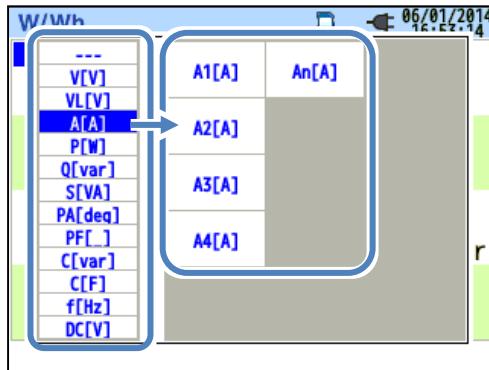 W/Wh
06/01/2014
16:53:14
---
V[V]
VL[V]
A[A]
P[W]
Q[var]
S[VA]
PA[deg]
PF[_]
C[var]
C[F]
f[Hz]
DC[V]
A1[A] An[A]
A2[A]
A3[A]
A4[A]
r